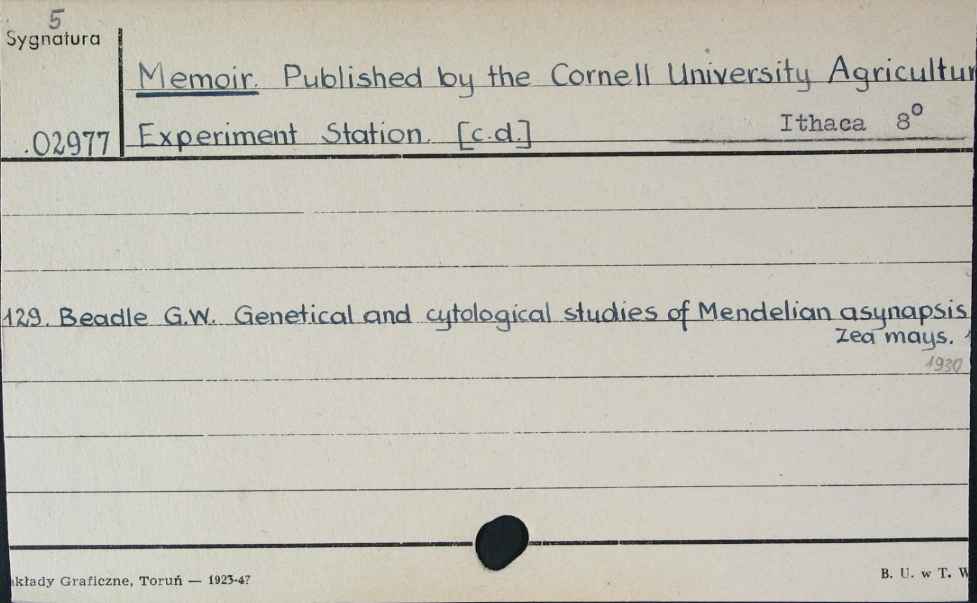 5
Sygnatura
Memoir. Published by the Cornell University Agricultur
.02977 Experiment Station. [c.d.] Ithaca 8°
129. Beadle G.W. Genetical and cytological studies of Mendelian asynapsis
Zea mays.
1930
kłady Graficzne, Toruń — 1923-47
B. U. w T. W